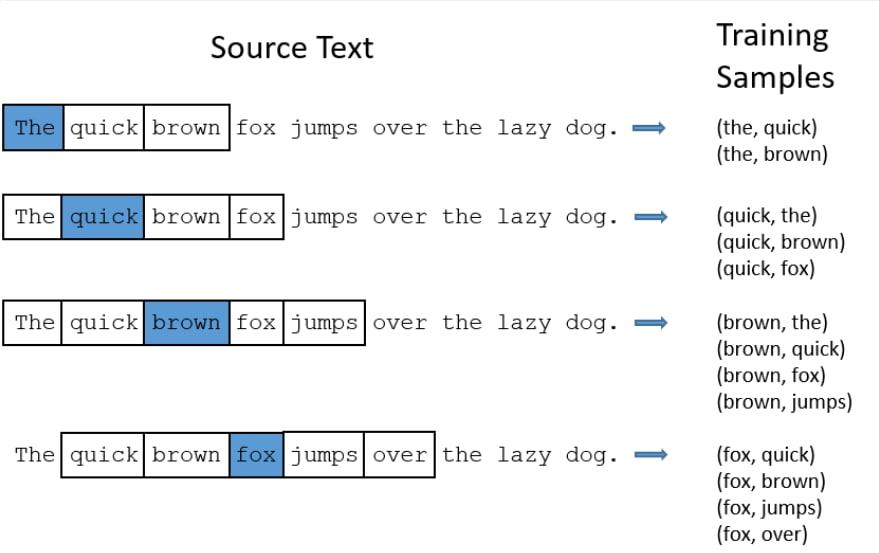 Source Text
Training
Samples
The quick brown fox jumps over the lazy dog.
(the, quick)
(the, brown)
The quick brown fox jumps over the lazy dog.
(quick, the)
(quick, brown)
(quick, fox)
The quick brown fox jumps over the lazy dog.
(brown, the)
(brown, quick)
(brown, fox)
(brown, jumps)
The quick brown fox jumps over the lazy dog.
(fox, quick)
(fox, brown)
(fox, jumps)
(fox, over)